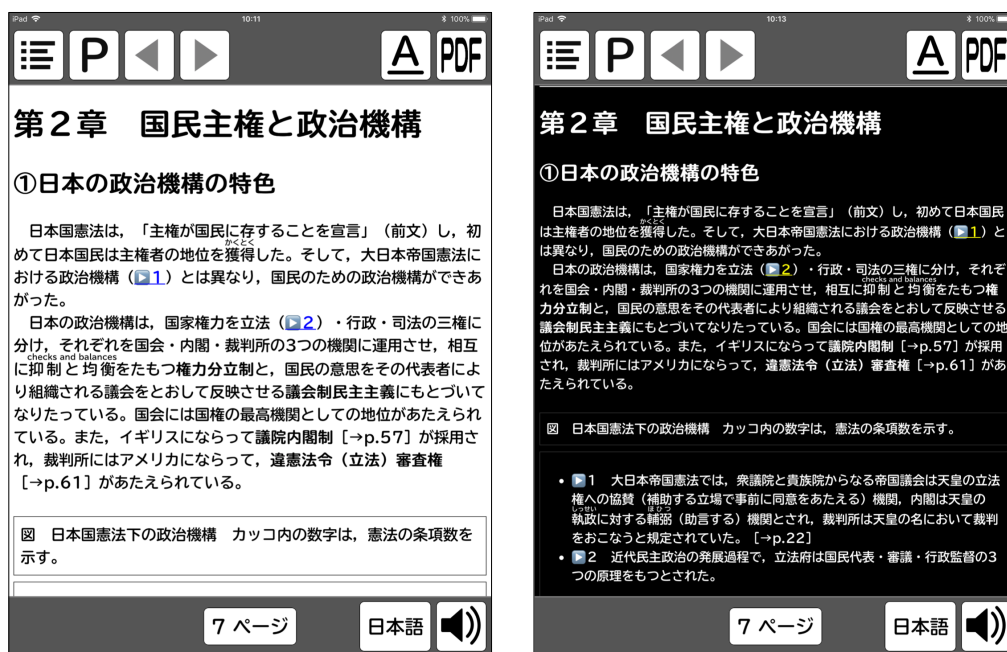 iPad 10:11 100%
P A PDF
第2章　国民主権と政治機構
①日本の政治機構の特色
日本国憲法は，「主権が国民に存することを宣言」（前文）し，初
かくとく
めて日本国民は主権者の地位を獲得した。そして，大日本帝国憲法に
おける政治機構（▶1）とは異なり，国民のための政治機構ができあ
がった。
日本の政治機構は，国家権力を立法（▶2）・行政・司法の三権に
分け，それぞれを国会・内閣・裁判所の3つの機関に運用させ，相互
checks and balances
に抑制と均衡をたもつ権力分立制と，国民の意思をその代表者によ
り組織される議会をとおして反映させる議会制民主主義にもとづいて
なりたっている。国会には国権の最高機関としての地位があたえられ
ている。また，イギリスにならって議院内閣制［→p.57］が採用さ
れ，裁判所にはアメリカにならって，違憲法令（立法）審査権
［→p.61］があたえられている。
図　日本国憲法下の政治機構　カッコ内の数字は，憲法の条項数を
示す。
7 ページ 日本語
iPad 10:13 100%
P A PDF
第2章　国民主権と政治機構
①日本の政治機構の特色
日本国憲法は，「主権が国民に存することを宣言」（前文）し，初めて日本国民
かくとく
は主権者の地位を獲得した。そして，大日本帝国憲法における政治機構（▶1）と
は異なり，国民のための政治機構ができあがった。
日本の政治機構は，国家権力を立法（▶2）・行政・司法の三権に分け，それぞ
checks and balances
れを国会・内閣・裁判所の3つの機関に運用させ，相互に抑制と均衡をたもつ権
力分立制と，国民の意思をその代表者により組織される議会をとおして反映させる
議会制民主主義にもとづいてなりたっている。国会には国権の最高機関としての地
位があたえられている。また，イギリスにならって議院内閣制［→p.57］が採用
され，裁判所にはアメリカにならって，違憲法令（立法）審査権［→p.61］があ
たえられている。
図　日本国憲法下の政治機構　カッコ内の数字は，憲法の条項数を示す。
• ▶1　大日本帝国憲法では，衆議院と貴族院からなる帝国議会は天皇の立法
権への協賛（補助する立場で事前に同意をあたえる）機関，内閣は天皇の
しっせい ほひつ
執政に対する輔弼（助言する）機関とされ，裁判所は天皇の名において裁判
をおこなうと規定されていた。［→p.22］
• ▶2　近代民主政治の発展過程で，立法府は国民代表・審議・行政監督の3
つの原理をもつとされた。
7 ページ 日本語